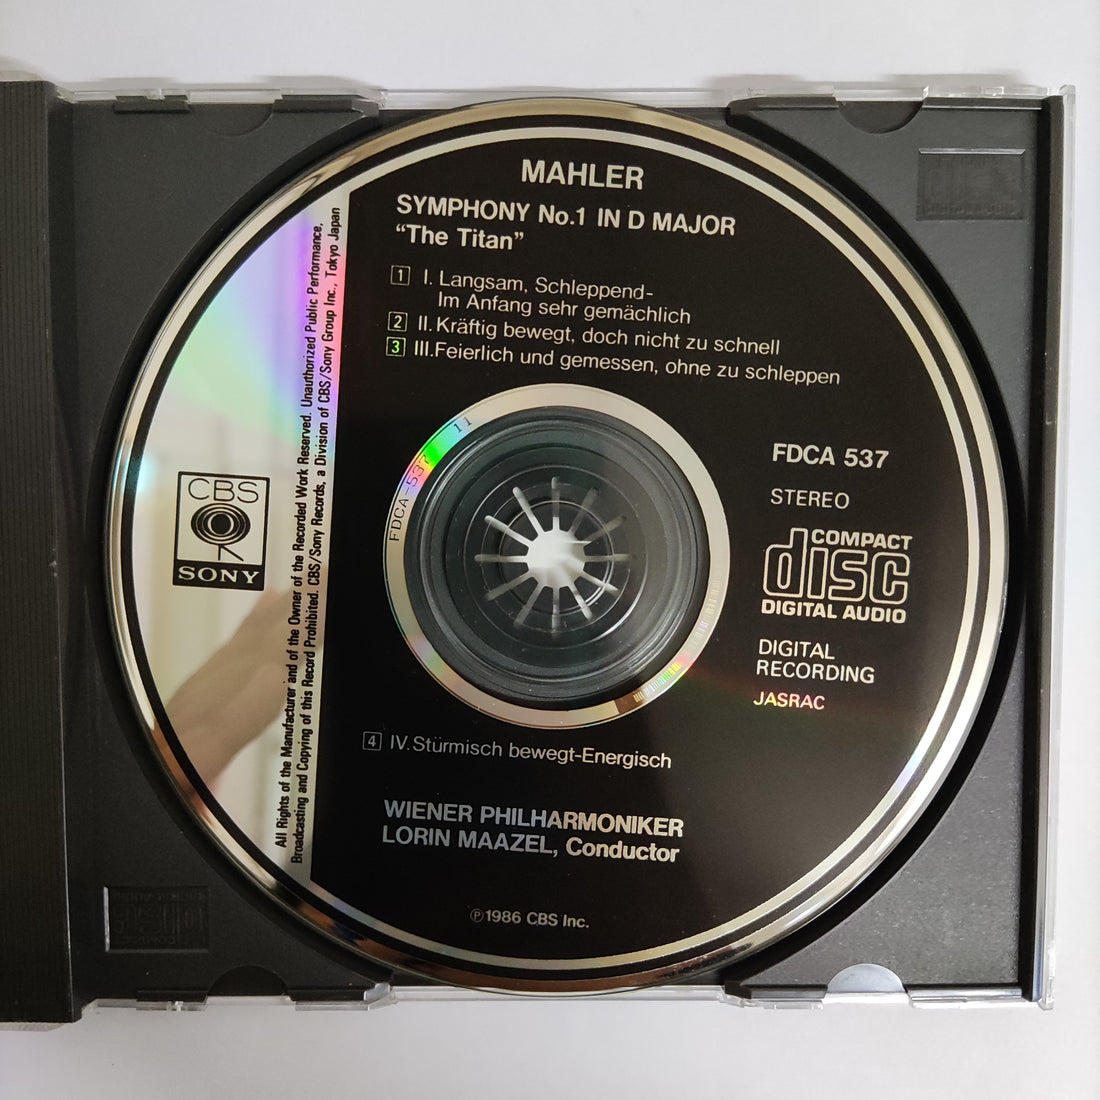 MAHLER
SYMPHONY No.1 IN D MAJOR
“The Titan”
1 I. Langsam, Schleppend-
Im Anfang sehr gemächlich
2 II. Kräftig bewegt, doch nicht zu schnell
3 III. Feierlich und gemessen, ohne zu schleppen
FDCA 537
STEREO
COMPACT
disc
DIGITAL AUDIO
DIGITAL
RECORDING
JASRAC
4 IV. Stürmisch bewegt-Energisch
WIENER PHILHARMONIKER
LORIN MAAZEL, Conductor
℗1986 CBS Inc.
CBS
SONY
All Rights of the Manufacturer and of the Owner of the Recorded Work Reserved. Unauthorized Public Performance,
Broadcasting and Copying of this Record Prohibited. CBS/Sony Records, a Division of CBS/Sony Group Inc., Tokyo Japan
FDCA-537 11